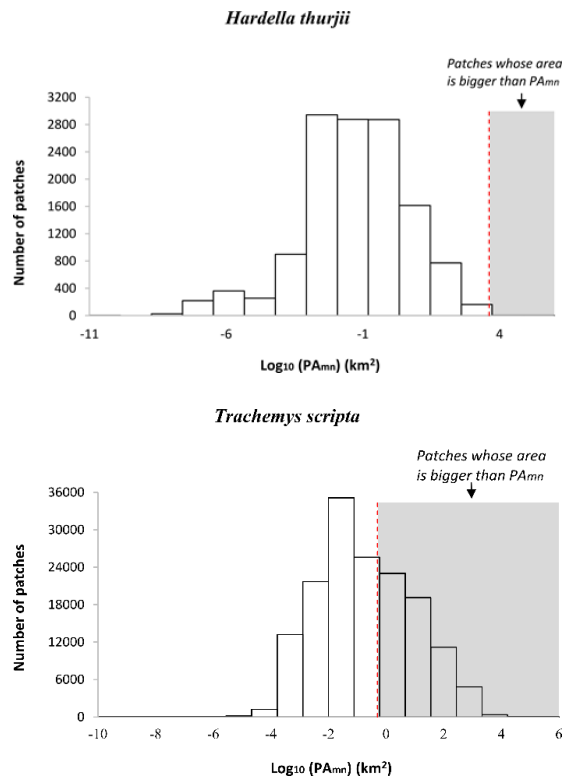 Hardella thurjii
Patches whose area
is bigger than PAmn
Number of patches
3200
2800
2400
2000
1600
1200
800
400
0
-11 -6 -1 4
Log10 (PAmn) (km²)
Trachemys scripta
Patches whose area
is bigger than PAmn
Number of patches
36000
30000
24000
18000
12000
6000
0
-10 -8 -6 -4 -2 0 2 4 6
Log10 (PAmn) (km²)